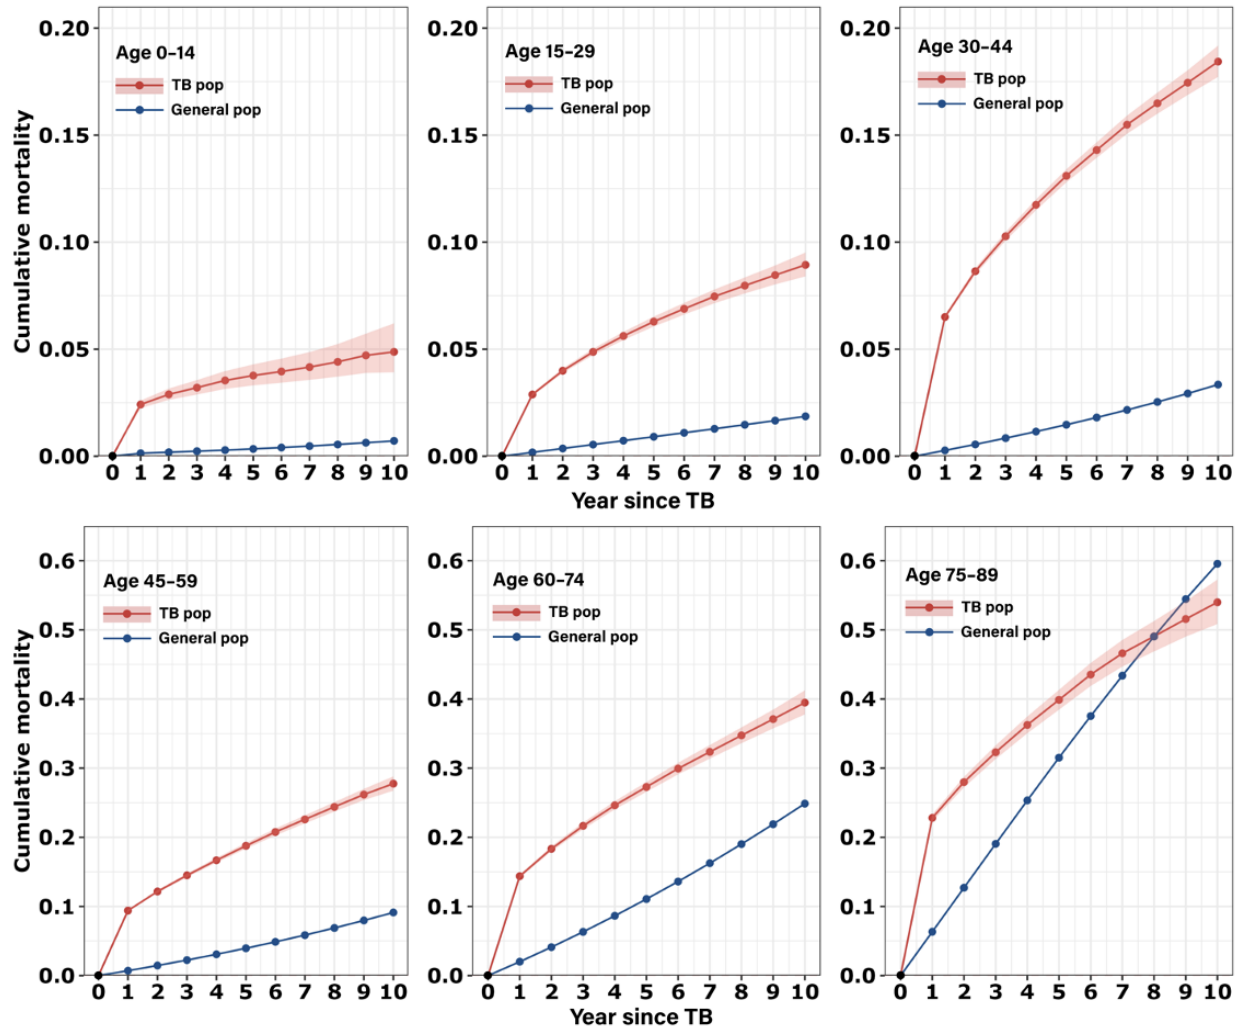 Cumulative mortality
0.20
0.15
0.10
0.05
0.00
Age 0–14
TB pop
General pop
0 1 2 3 4 5 6 7 8 9 10
0.20
0.15
0.10
0.05
0.00
Age 15–29
TB pop
General pop
0 1 2 3 4 5 6 7 8 9 10
0.20
0.15
0.10
0.05
0.00
Age 30–44
TB pop
General pop
0 1 2 3 4 5 6 7 8 9 10
Year since TB
Cumulative mortality
0.6
0.5
0.4
0.3
0.2
0.1
0.0
Age 45–59
TB pop
General pop
0 1 2 3 4 5 6 7 8 9 10
0.6
0.5
0.4
0.3
0.2
0.1
0.0
Age 60–74
TB pop
General pop
0 1 2 3 4 5 6 7 8 9 10
0.6
0.5
0.4
0.3
0.2
0.1
0.0
Age 75–89
TB pop
General pop
0 1 2 3 4 5 6 7 8 9 10
Year since TB